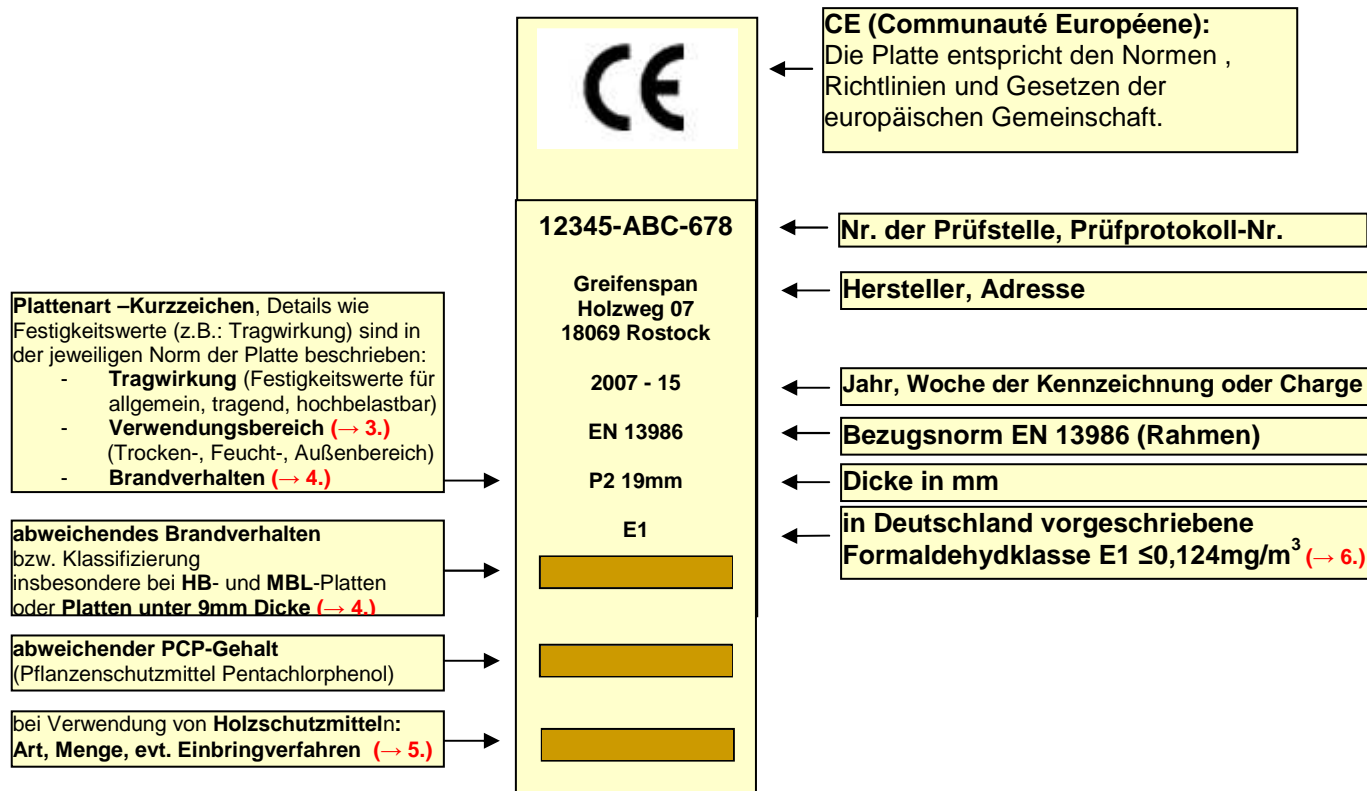 CE
CE (Communauté Européene):
Die Platte entspricht den Normen ,
Richtlinien und Gesetzen der
europäischen Gemeinschaft.
12345-ABC-678
Nr. der Prüfstelle, Prüfprotokoll-Nr.
Greifenspan
Holzweg 07
18069 Rostock
Hersteller, Adresse
2007 - 15
Jahr, Woche der Kennzeichnung oder Charge
EN 13986
Bezugsnorm EN 13986 (Rahmen)
P2 19mm
Dicke in mm
E1
in Deutschland vorgeschriebene
Formaldehydklasse E1 ≤0,124mg/m³ (→ 6.)
Plattenart –Kurzzeichen, Details wie
Festigkeitswerte (z.B.: Tragwirkung) sind in
der jeweiligen Norm der Platte beschrieben:
- Tragwirkung (Festigkeitswerte für
allgemein, tragend, hochbelastbar)
- Verwendungsbereich (→ 3.)
(Trocken-, Feucht-, Außenbereich)
- Brandverhalten (→ 4.)
abweichendes Brandverhalten
bzw. Klassifizierung
insbesondere bei HB- und MBL-Platten
oder Platten unter 9mm Dicke (→ 4.)
abweichender PCP-Gehalt
(Pflanzenschutzmittel Pentachlorphenol)
bei Verwendung von Holzschutzmitteln:
Art, Menge, evt. Einbringverfahren (→ 5.)